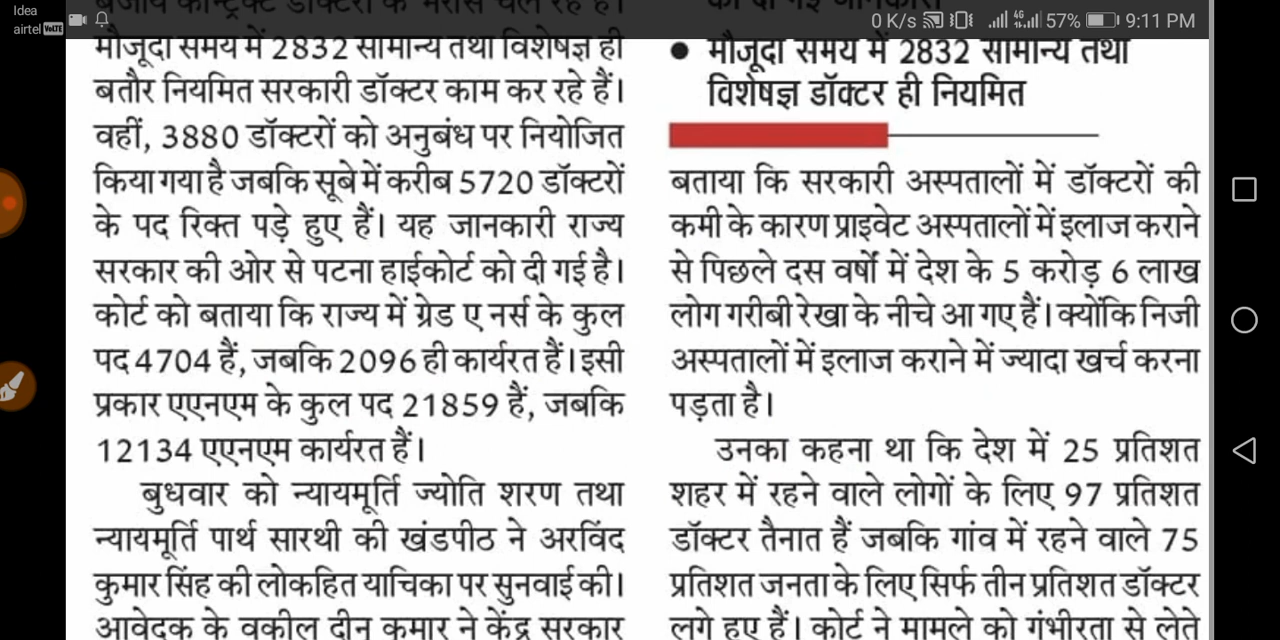 Idea
airtel VoLTE
0 K/s 4G 57% 9:11 PM
मौजूदा समय में 2832 सामान्य तथा विशेषज्ञ ही
बतौर नियमित सरकारी डॉक्टर काम कर रहे हैं।
वहीं, 3880 डॉक्टरों को अनुबंध पर नियोजित
किया गया है जबकि सूबे में करीब 5720 डॉक्टरों
के पद रिक्त पड़े हुए हैं। यह जानकारी राज्य
सरकार की ओर से पटना हाईकोर्ट को दी गई है।
कोर्ट को बताया कि राज्य में ग्रेड ए नर्स के कुल
पद 4704 हैं, जबकि 2096 ही कार्यरत हैं। इसी
प्रकार एएनएम के कुल पद 21859 हैं, जबकि
12134 एएनएम कार्यरत हैं।
बुधवार को न्यायमूर्ति ज्योति शरण तथा
न्यायमूर्ति पार्थ सारथी की खंडपीठ ने अरविंद
कुमार सिंह की लोकहित याचिका पर सुनवाई की।
आवेदक के वकील दीनू कुमार ने केंद्र सरकार
• मौजूदा समय में 2832 सामान्य तथा
विशेषज्ञ डॉक्टर ही नियमित
बताया कि सरकारी अस्पतालों में डॉक्टरों की
कमी के कारण प्राइवेट अस्पतालों में इलाज कराने
से पिछले दस वर्षों में देश के 5 करोड़ 6 लाख
लोग गरीबी रेखा के नीचे आ गए हैं। क्योंकि निजी
अस्पतालों में इलाज कराने में ज्यादा खर्च करना
पड़ता है।
उनका कहना था कि देश में 25 प्रतिशत
शहर में रहने वाले लोगों के लिए 97 प्रतिशत
डॉक्टर तैनात हैं जबकि गांव में रहने वाले 75
प्रतिशत जनता के लिए सिर्फ तीन प्रतिशत डॉक्टर
लगे हुए हैं। कोर्ट ने मामले को गंभीरता से लेते